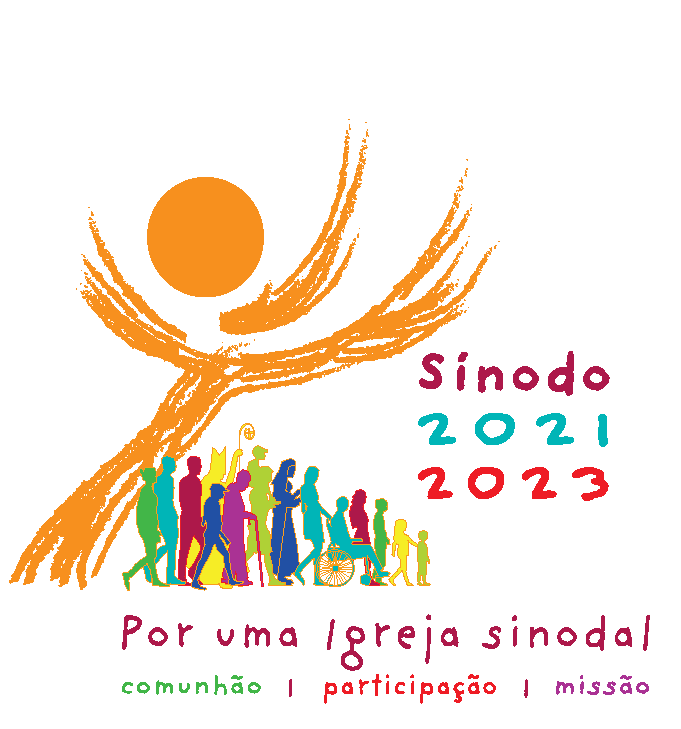 Sínodo
2021
2023
Por uma Igreja sinodal
comunhão | participação | missão